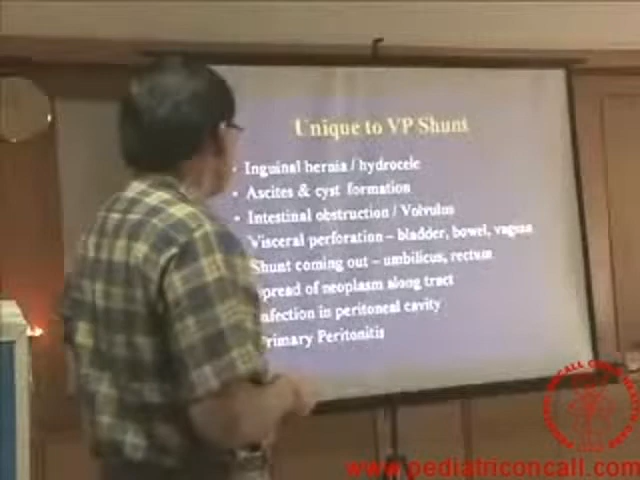 Unique to VP Shunt
Inguinal hernia / hydrocele
Ascites & cyst formation
Intestinal obstruction / Volvulus
Visceral perforation – bladder, bowel, vagina
Shunt coming out – umbilicus, rectum
pread of neoplasm along tract
nfection in peritoneal cavity
rimary Peritonitis
www.pediatriconcall.com